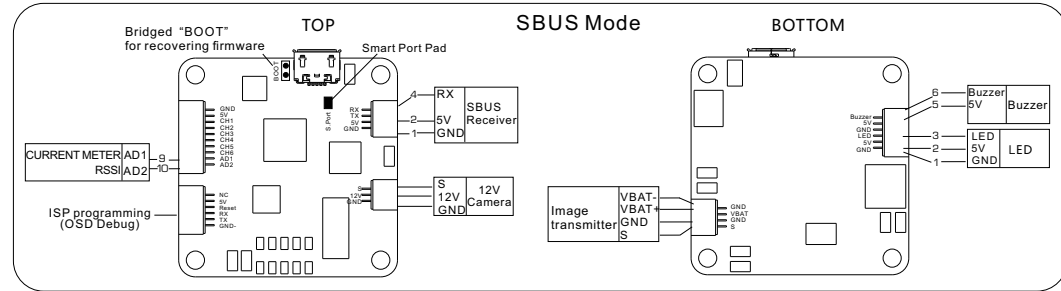 SBUS Mode
TOP
BOTTOM
Bridged "BOOT"
for recovering firmware
Smart Port Pad
BOOT
S.Port
GND
5V
CH1
CH2
CH3
CH4
CH5
CH6
AD1
AD2
CURRENT METER AD1 9
RSSI AD2 10
NC
5V
Reset
RX
TX
GND-
ISP programming
(OSD Debug)
RX
TX
5V
GND
4 RX
2 5V
1 GND
SBUS
Receiver
S
12V
GND
S
12V
GND
12V
Camera
Buzzer
5V
GND
LED
5V
GND
6 Buzzer
5 5V
Buzzer
3 LED
2 5V
1 GND
LED
Image
transmitter
VBAT-
VBAT+
GND
S
GND
VBAT
GND
S